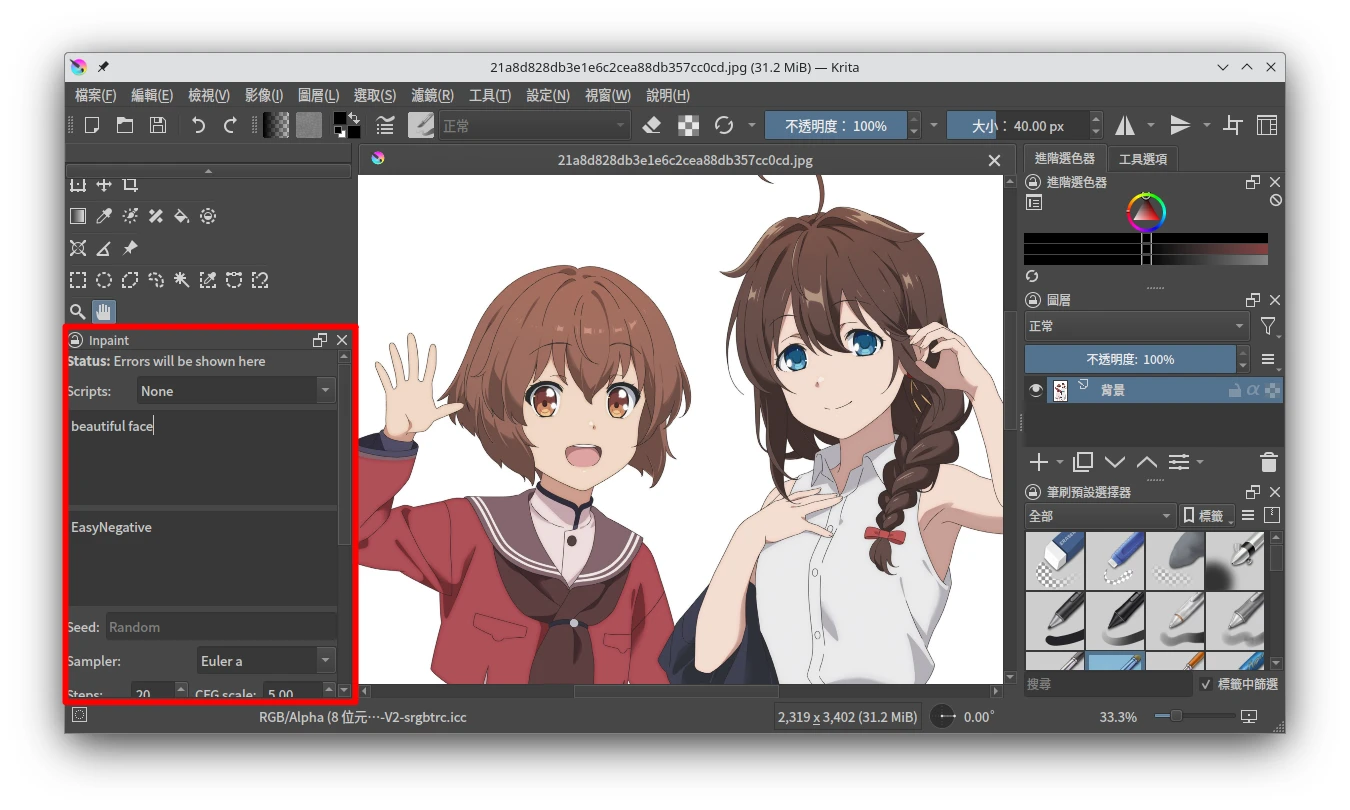 21a8d828db3e1e6c2cea88db357cc0cd.jpg (31.2 MiB) — Krita
檔案(F) 編輯(E) 檢視(V) 影像(I) 圖層(L) 選取(S) 濾鏡(R) 工具(T) 設定(N) 視窗(W) 說明(H)
正常 不透明度： 100% 大小： 40.00 px
21a8d828db3e1e6c2cea88db357cc0cd.jpg
進階選色器 工具選項
進階選色器
圖層
正常
不透明度: 100%
背景
筆刷預設選擇器
全部 標籤
搜尋 標籤中篩選
Inpaint
Status: Errors will be shown here
Scripts: None
beautiful face
EasyNegative
Seed: Random
Sampler: Euler a
Steps: 20 CFG scale: 5.00
RGB/Alpha (8 位元⋯-V2-srgbtrc.icc 2,319 x 3,402 (31.2 MiB) 0.00° 33.3%